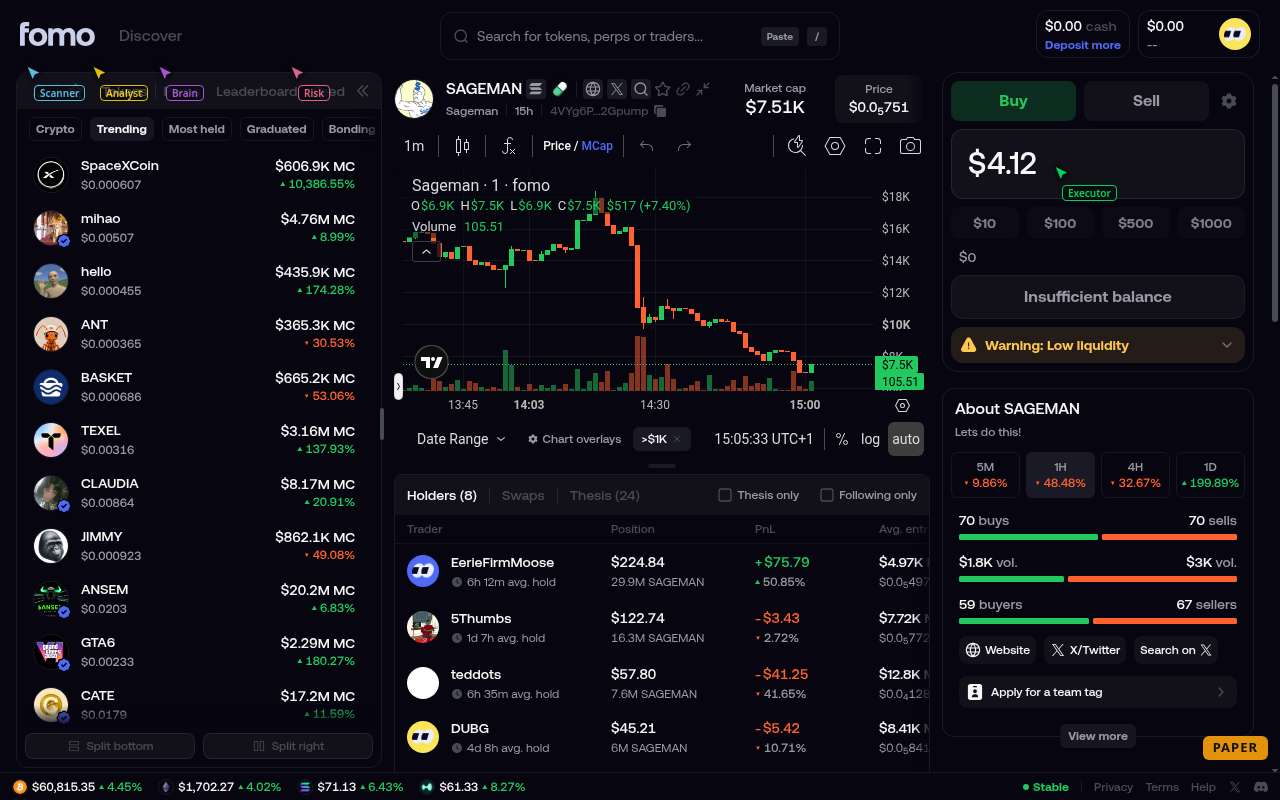 fomo
Discover
Search for tokens, perps or traders...
Paste
/
$0.00 cash
Deposit more
$0.00
--
Scanner
Analyst
Brain
Leaderboard
Risk
Crypto
Trending
Most held
Graduated
Bonding
SpaceXCoin
$0.000607
$606.9K MC
10,386.55%
mihao
$0.00507
$4.76M MC
8.99%
hello
$0.000455
$435.9K MC
174.28%
ANT
$0.000365
$365.3K MC
30.53%
BASKET
$0.000686
$665.2K MC
53.06%
TEXEL
$0.00316
$3.16M MC
137.93%
CLAUDIA
$0.00864
$8.17M MC
20.91%
JIMMY
$0.000923
$862.1K MC
49.08%
ANSEM
$0.0203
$20.2M MC
6.83%
GTA6
$0.00233
$2.29M MC
180.27%
CATE
$0.0179
$17.2M MC
11.59%
Split bottom
Split right
SAGEMAN
Sageman
15h
4VYg6P...2Gpump
Market cap
$7.51K
Price
$0.0₅751
1m
Price / MCap
Sageman · 1 · fomo
O$6.9K H$7.5K L$6.9K C$7.5K $517 (+7.40%)
Volume 105.51
$18K
$16K
$14K
$12K
$10K
$8K
$7.5K
105.51
13:45
14:03
14:30
15:00
Date Range
Chart overlays
>$1K ×
15:05:33 UTC+1
%
log
auto
Holders (8)
Swaps
Thesis (24)
Thesis only
Following only
Trader
Position
PnL
Avg. entr
EerieFirmMoose
6h 12m avg. hold
$224.84
29.9M SAGEMAN
+$75.79
50.85%
$4.97K
$0.0₅497
5Thumbs
1d 7h avg. hold
$122.74
16.3M SAGEMAN
-$3.43
2.72%
$7.72K
$0.0₅772
teddots
6h 35m avg. hold
$57.80
7.6M SAGEMAN
-$41.25
41.65%
$12.8K
$0.0₄128
DUBG
4d 8h avg. hold
$45.21
6M SAGEMAN
-$5.42
10.71%
$8.41K
$0.0₅841
Buy
Sell
$4.12
Executor
$10
$100
$500
$1000
$0
Insufficient balance
Warning: Low liquidity
About SAGEMAN
Lets do this!
5M
9.86%
1H
48.48%
4H
32.67%
1D
199.89%
70 buys
70 sells
$1.8K vol.
$3K vol.
59 buyers
67 sellers
Website
X/Twitter
Search on X
Apply for a team tag
View more
PAPER
$60,815.35 4.45%
$1,702.27 4.02%
$71.13 6.43%
$61.33 8.27%
Stable
Privacy
Terms
Help